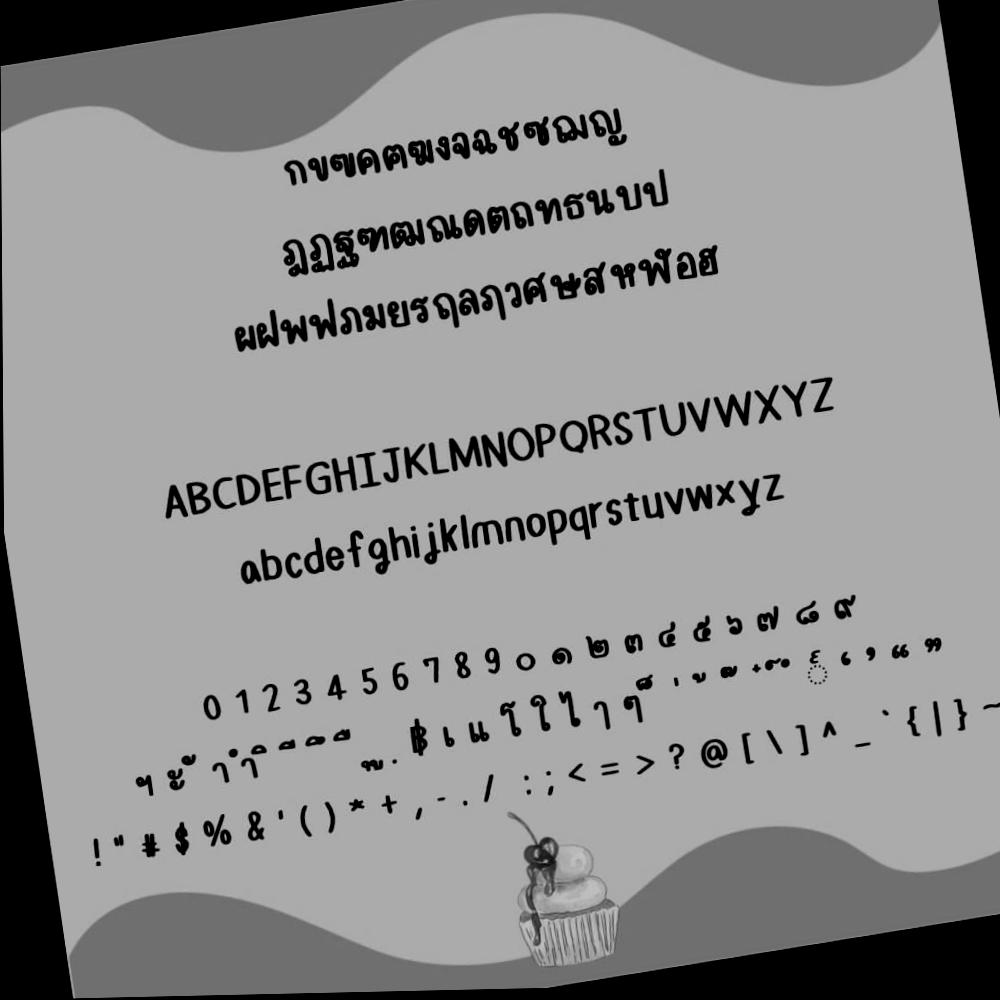 กขฃคฅฆงจฉชซฌญ
ฎฏฐฑฒณดตถทธนบป
ผฝพฟภมยรฤลฦวศษสหฬอฮ
ABCDEFGHIJKLMNOPQRSTUVWXYZ
abcdefghijklmnopqrstuvwxyz
0 1 2 3 4 5 6 7 8 9 ๐ ๑ ๒ ๓ ๔ ๕ ๖ ๗ ๘ ๙
ฯ ะ ั า ำ ิ ี ึ ื ุ ู ฺ ฿ เ แ โ ใ ไ ๅ ๆ ็ ่ ้ ๊ ๋ ์ ํ ๎ ‘ ’ “ ”
! " # $ % & ' ( ) * + , - . / : ; < = > ? @ [ \ ] ^ _ ` { | } ~